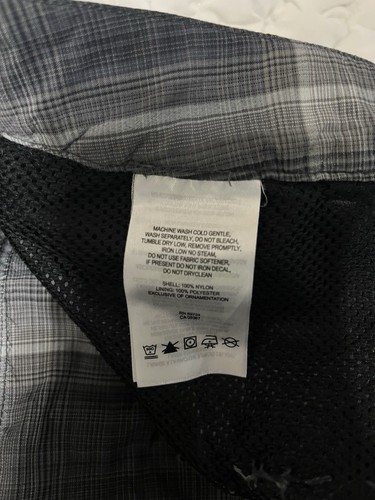 MACHINE WASH COLD GENTLE,
WASH SEPARATELY, DO NOT BLEACH,
TUMBLE DRY LOW, REMOVE PROMPTLY,
IRON LOW NO STEAM,
DO NOT USE FABRIC SOFTENER,
IF PRESENT DO NOT IRON DECAL,
DO NOT DRYCLEAN
SHELL: 100% NYLON
LINING: 100% POLYESTER
EXCLUSIVE OF ORNAMENTATION